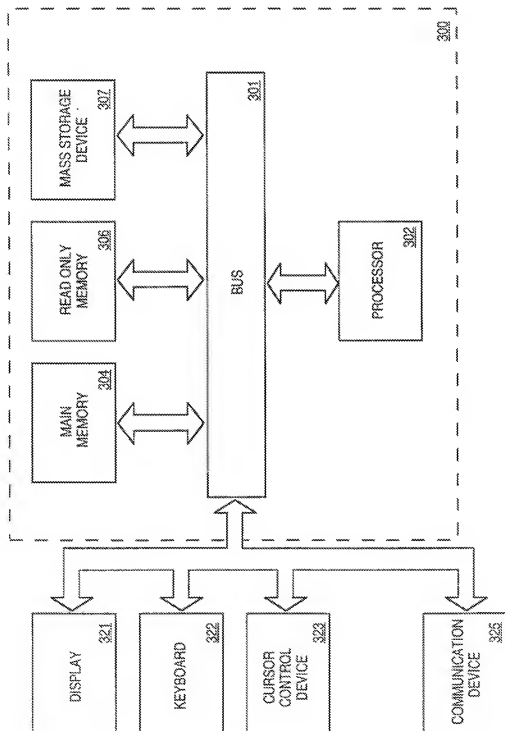 DISPLAY
321
KEYBOARD
322
CURSOR
CONTROL
DEVICE
323
COMMUNICATION
DEVICE
325
MAIN
MEMORY
304
READ ONLY
MEMORY
306
MASS STORAGE
DEVICE
307
BUS
301
PROCESSOR
302
300